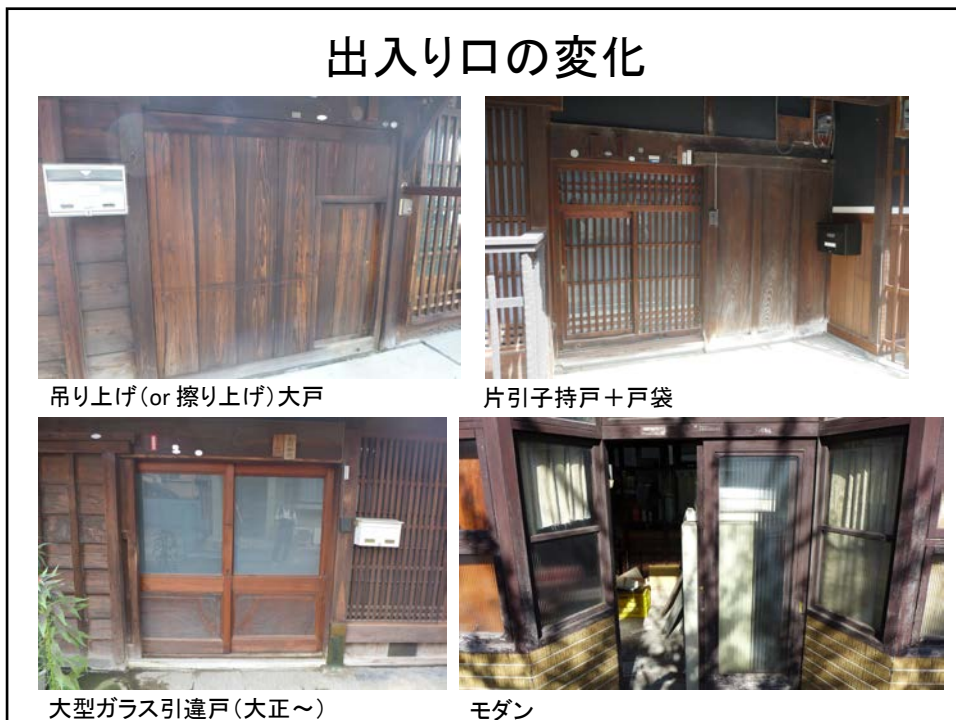 出入り口の変化
吊り上げ（or 擦り上げ）大戸
片引子持戸＋戸袋
大型ガラス引違戸（大正～）
モダン